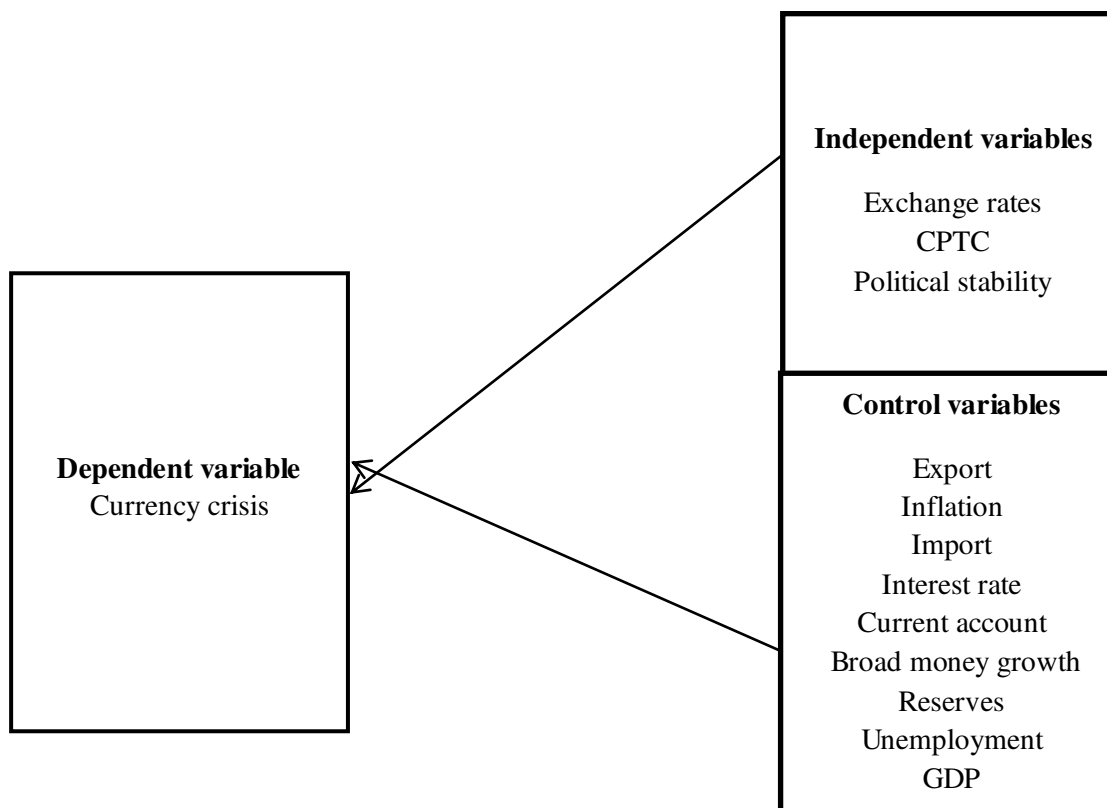 Independent variables
Exchange rates
CPTC
Political stability
Dependent variable
Currency crisis
Control variables
Export
Inflation
Import
Interest rate
Current account
Broad money growth
Reserves
Unemployment
GDP